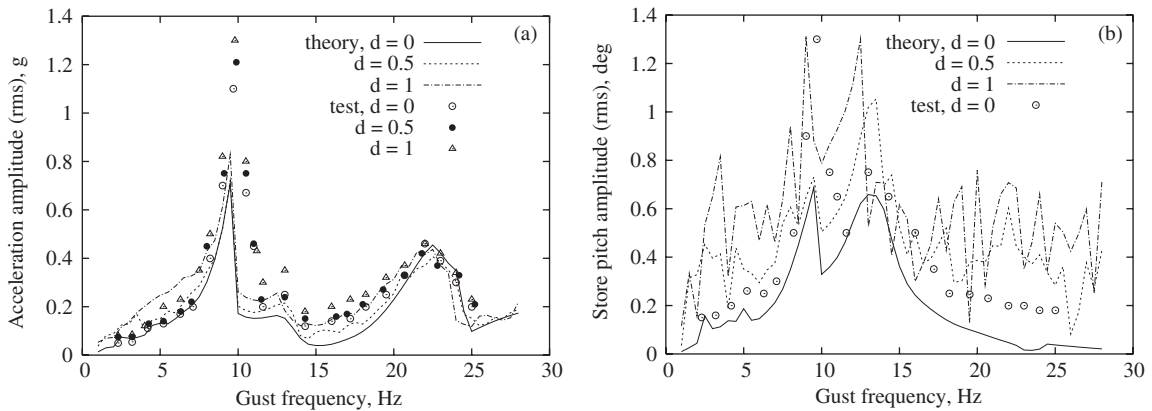 (a)
Acceleration amplitude (rms), g
1.4
1.2
1
0.8
0.6
0.4
0.2
0
0
5
10
15
20
25
30
Gust frequency, Hz
theory, d = 0
d = 0.5
d = 1
test, d = 0
d = 0.5
d = 1
(b)
Store pitch amplitude (rms), deg
1.4
1.2
1
0.8
0.6
0.4
0.2
0
0
5
10
15
20
25
30
Gust frequency, Hz
theory, d = 0
d = 0.5
d = 1
test, d = 0